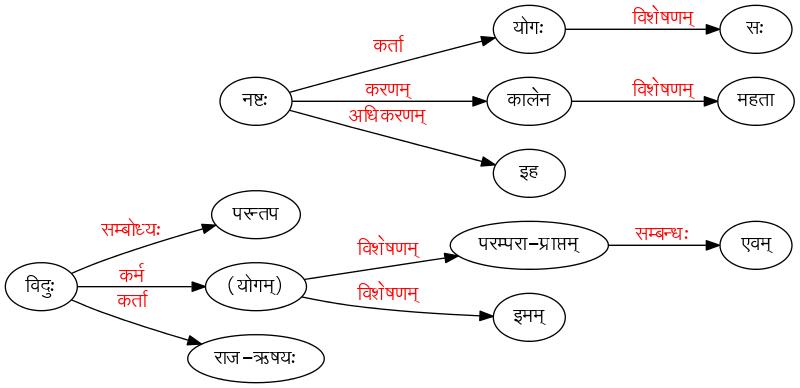 विशेषणम्
योगः
सः
कर्ता
विशेषणम्
करणम्
नष्टः
कालेन
महता
अधिकरणम्
इह
सम्बोध्यः
परन्तप
विशेषणम्
परम्परा-प्राप्तम्
सम्बन्धः
एवम्
कर्म
विदुः
(योगम्)
कर्ता
विशेषणम्
इमम्
राज-ऋषयः